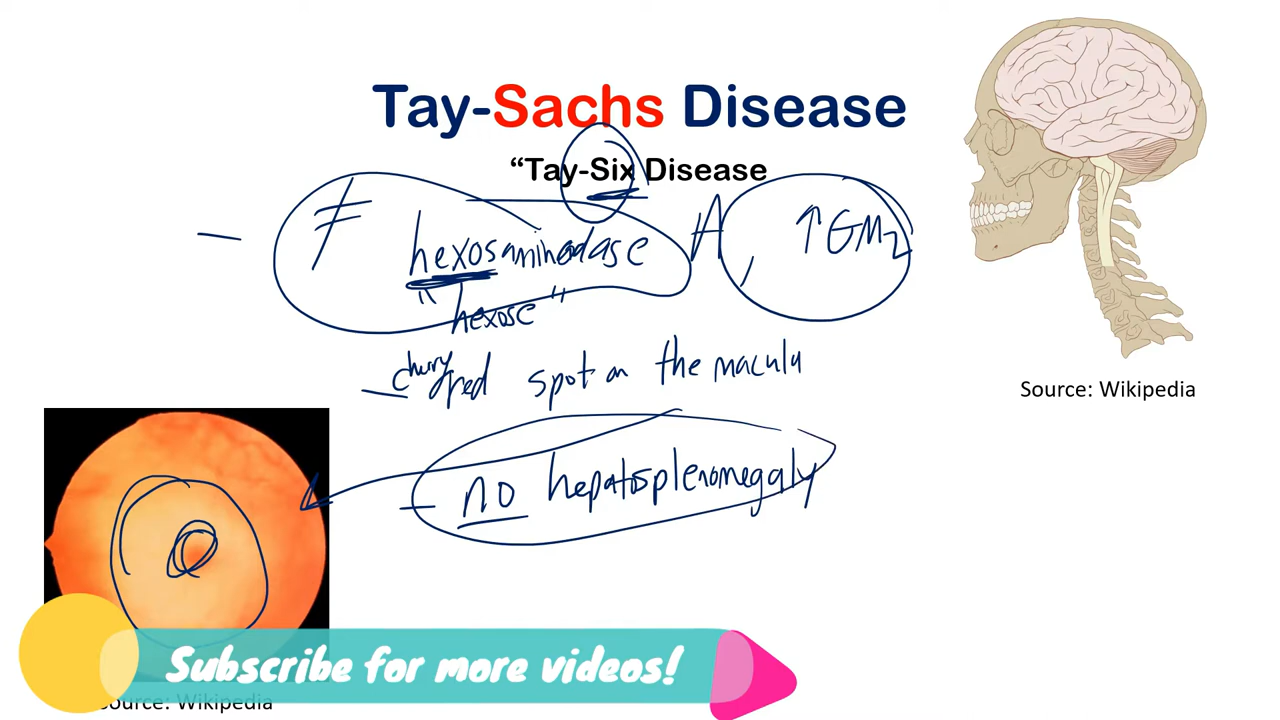 Tay-Sachs Disease
“Tay-Six Disease
≠ hexosaminidase A, ↑GM2
"hexose"
- cherry red spot on the macula
Source: Wikipedia
- no hepatosplenomegaly
Subscribe for more videos!
Source: Wikipedia